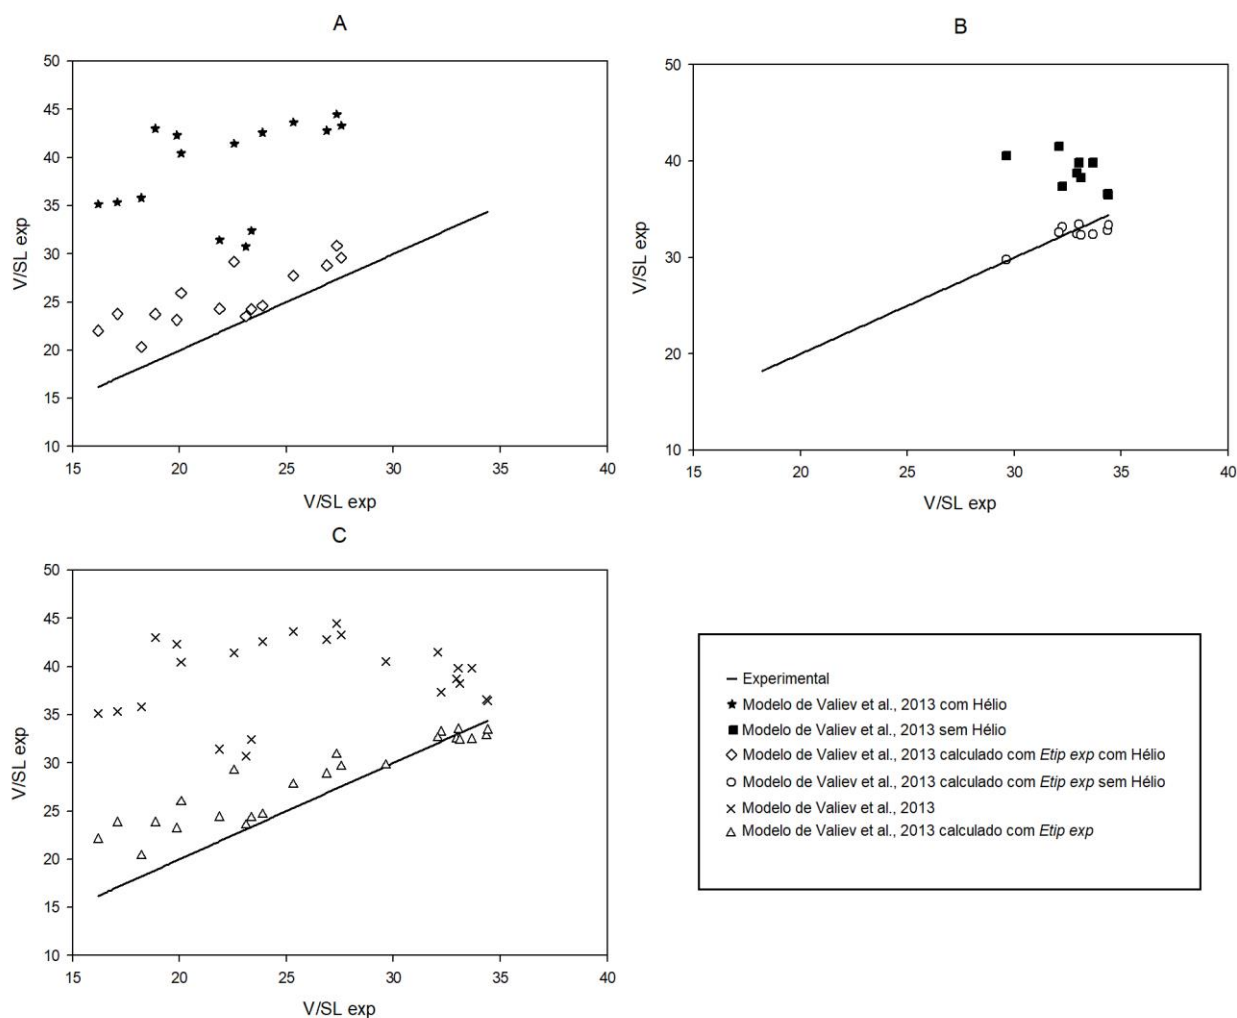 A
50
45
40
35
30
25
20
15
10
V/SL exp
15 20 25 30 35 40
V/SL exp
B
50
40
30
20
10
V/SL exp
15 20 25 30 35 40
V/SL exp
C
50
45
40
35
30
25
20
15
10
V/SL exp
15 20 25 30 35 40
V/SL exp
Experimental
Modelo de Valiev et al., 2013 com Hélio
Modelo de Valiev et al., 2013 sem Hélio
Modelo de Valiev et al., 2013 calculado com Etip exp com Hélio
Modelo de Valiev et al., 2013 calculado com Etip exp sem Hélio
Modelo de Valiev et al., 2013
Modelo de Valiev et al., 2013 calculado com Etip exp